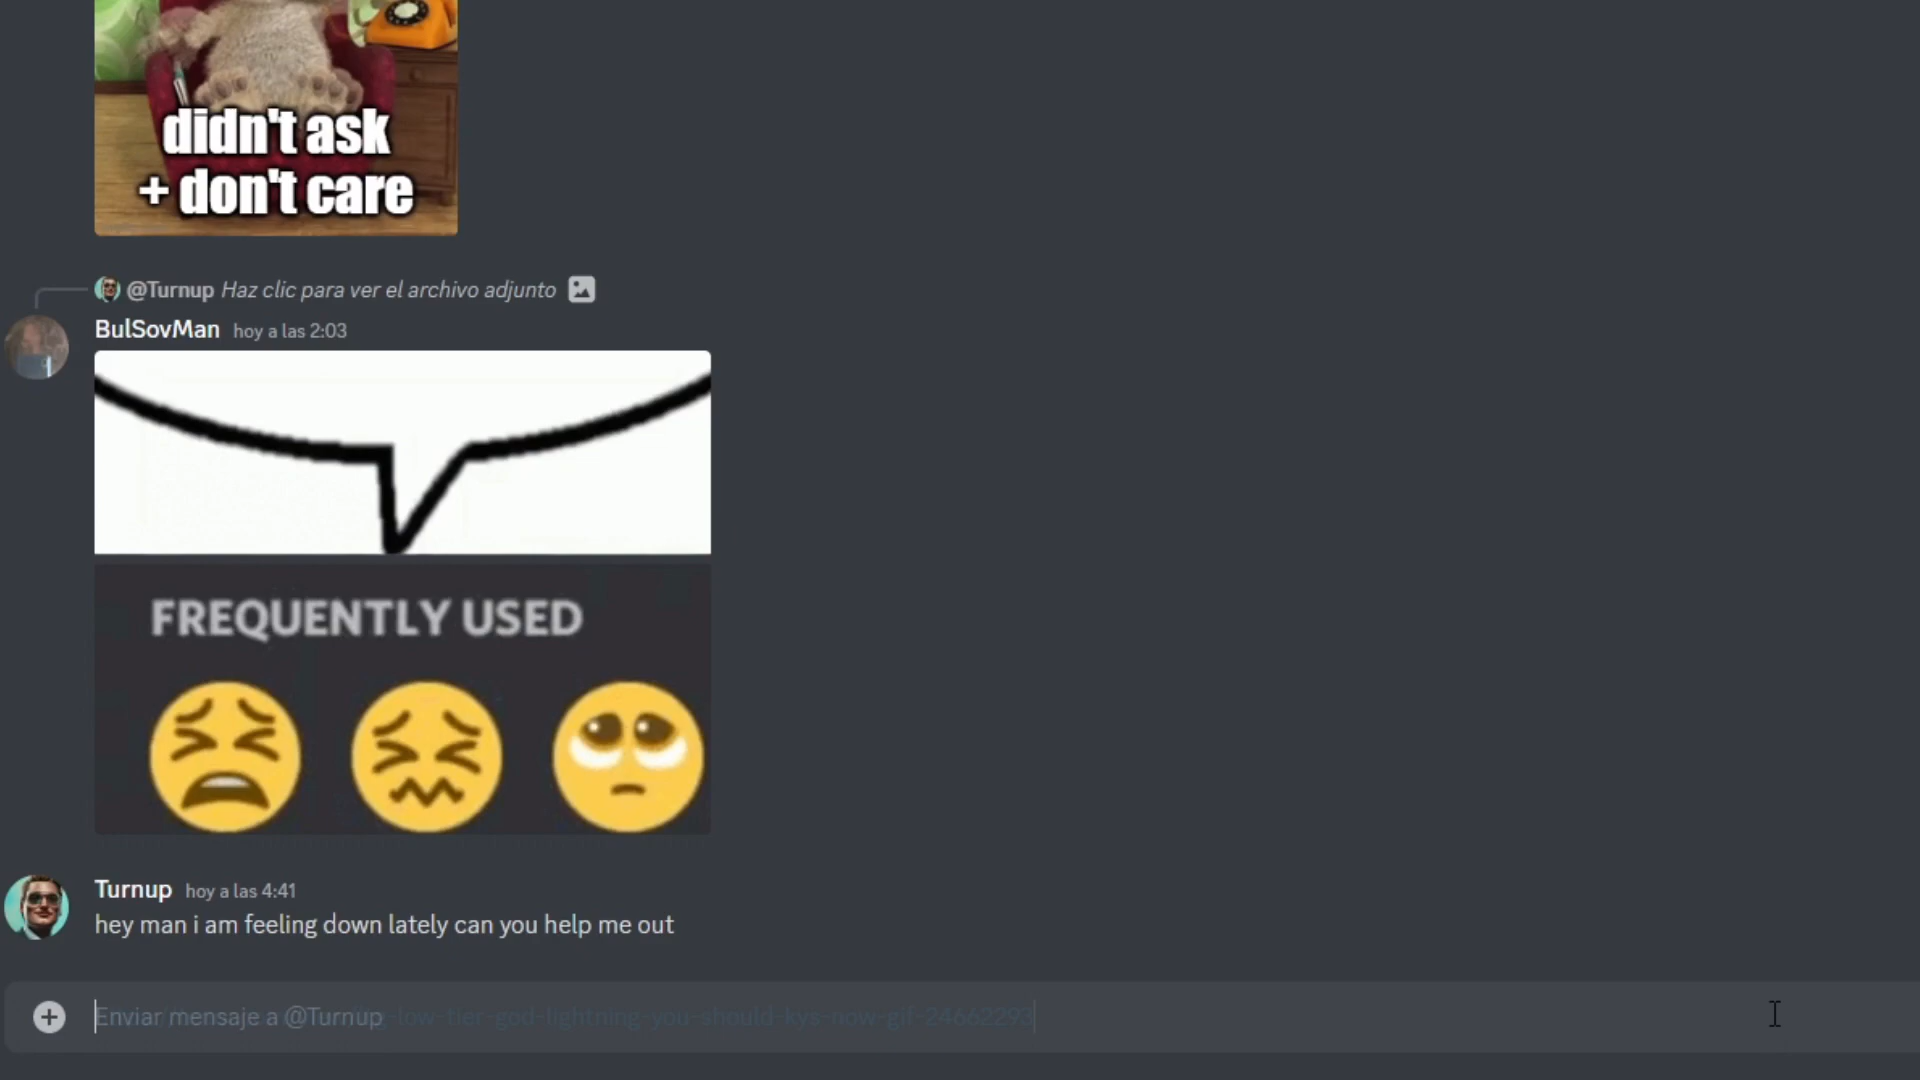 didn't ask
+ don't care
@Turnup Haz clic para ver el archivo adjunto
BulSovMan hoy a las 2:03
FREQUENTLY USED
Turnup hoy a las 4:41
hey man i am feeling down lately can you help me out
Enviar mensaje a @Turnup
-low-tier-god-lightning-you-should-kys-now-gif-24662293